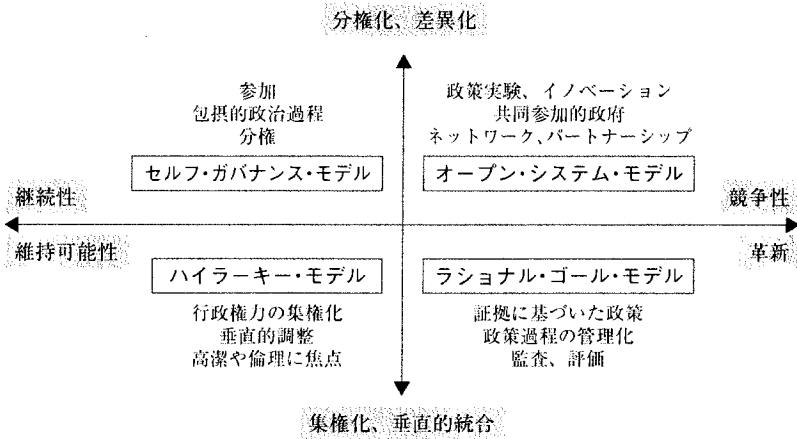 分権化、差異化
参加
包摂的政治過程
分権
セルフ・ガバナンス・モデル
政策実験、イノベーション
共同参加的政府
ネットワーク、パートナーシップ
オープン・システム・モデル
継続性
競争性
維持可能性
革新
ハイラーキー・モデル
行政権力の集権化
垂直的調整
高潔や倫理に焦点
ラショナル・ゴール・モデル
証拠に基づいた政策
政策過程の管理化
監査、評価
集権化、垂直的統合